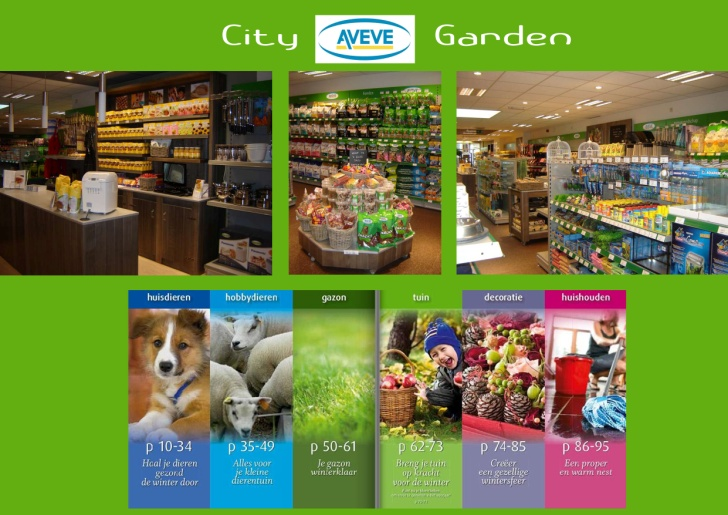 City AVEVE Garden
huisdieren hobbydieren gazon tuin decoratie huishouden
p 10-34 p 35-49 p 50-61 p 62-73 p 74-85 p 86-95
Haal je dieren
gezond
de winter door
Alles voor
je kleine
dierentuin
Je gazon
winterklaar
Breng je tuin
op kracht
voor de winter
Creëer
een gezellige
wintersfeer
Een proper
en warm nest